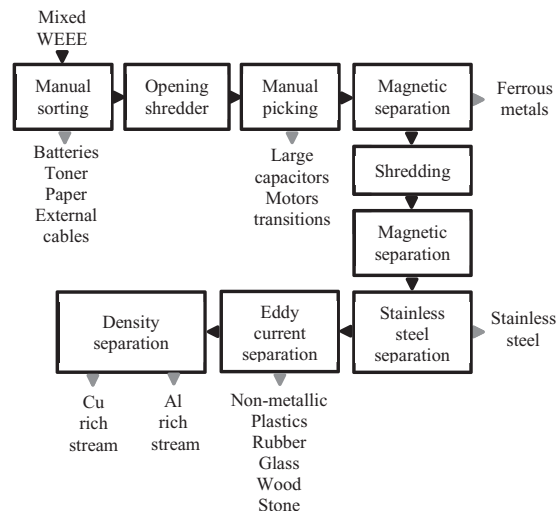 Mixed
WEEE
Manual
sorting
Opening
shredder
Manual
picking
Magnetic
separation
Ferrous
metals
Batteries
Toner
Paper
External
cables
Large
capacitors
Motors
transitions
Shredding
Magnetic
separation
Density
separation
Eddy
current
separation
Stainless
steel
separation
Stainless
steel
Cu
rich
stream
Al
rich
stream
Non-metallic
Plastics
Rubber
Glass
Wood
Stone